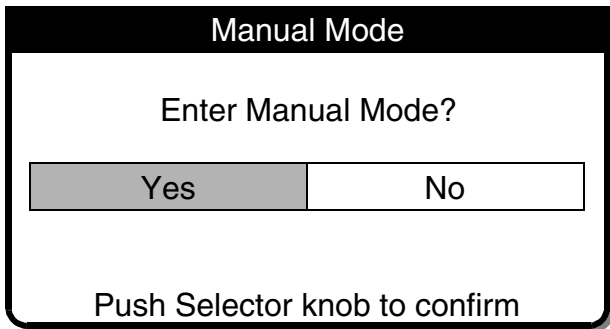 Manual Mode
Enter Manual Mode?
Yes No
Push Selector knob to confirm